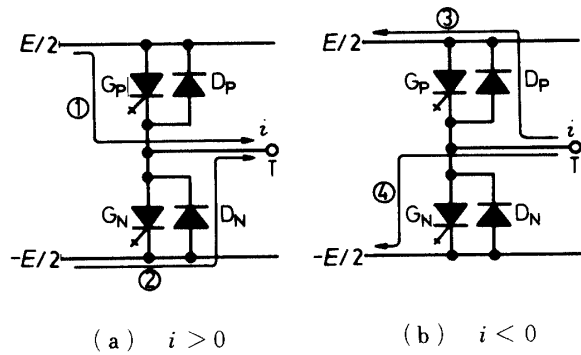 E/2
①
G_P
D_P
i
T
G_N
D_N
-E/2
②
(a) i > 0
③
E/2
G_P
D_P
i
T
④
G_N
D_N
-E/2
(b) i < 0